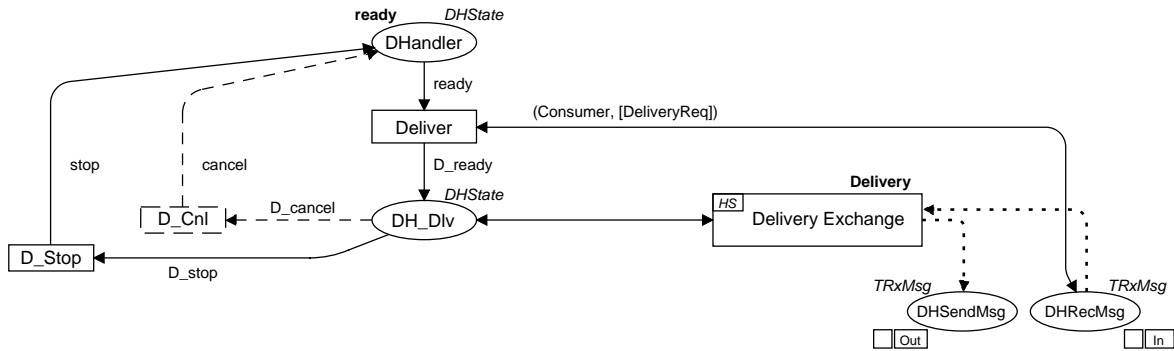 ready DHState
DHandler
ready
(Consumer, [DeliveryReq])
Deliver
stop
cancel
D_ready
DHState
Delivery
D_cancel
HS
D_Cnl
DH_Dlv
Delivery Exchange
D_Stop
D_stop
TRxMsg
TRxMsg
DHSendMsg
DHRecMsg
Out
In